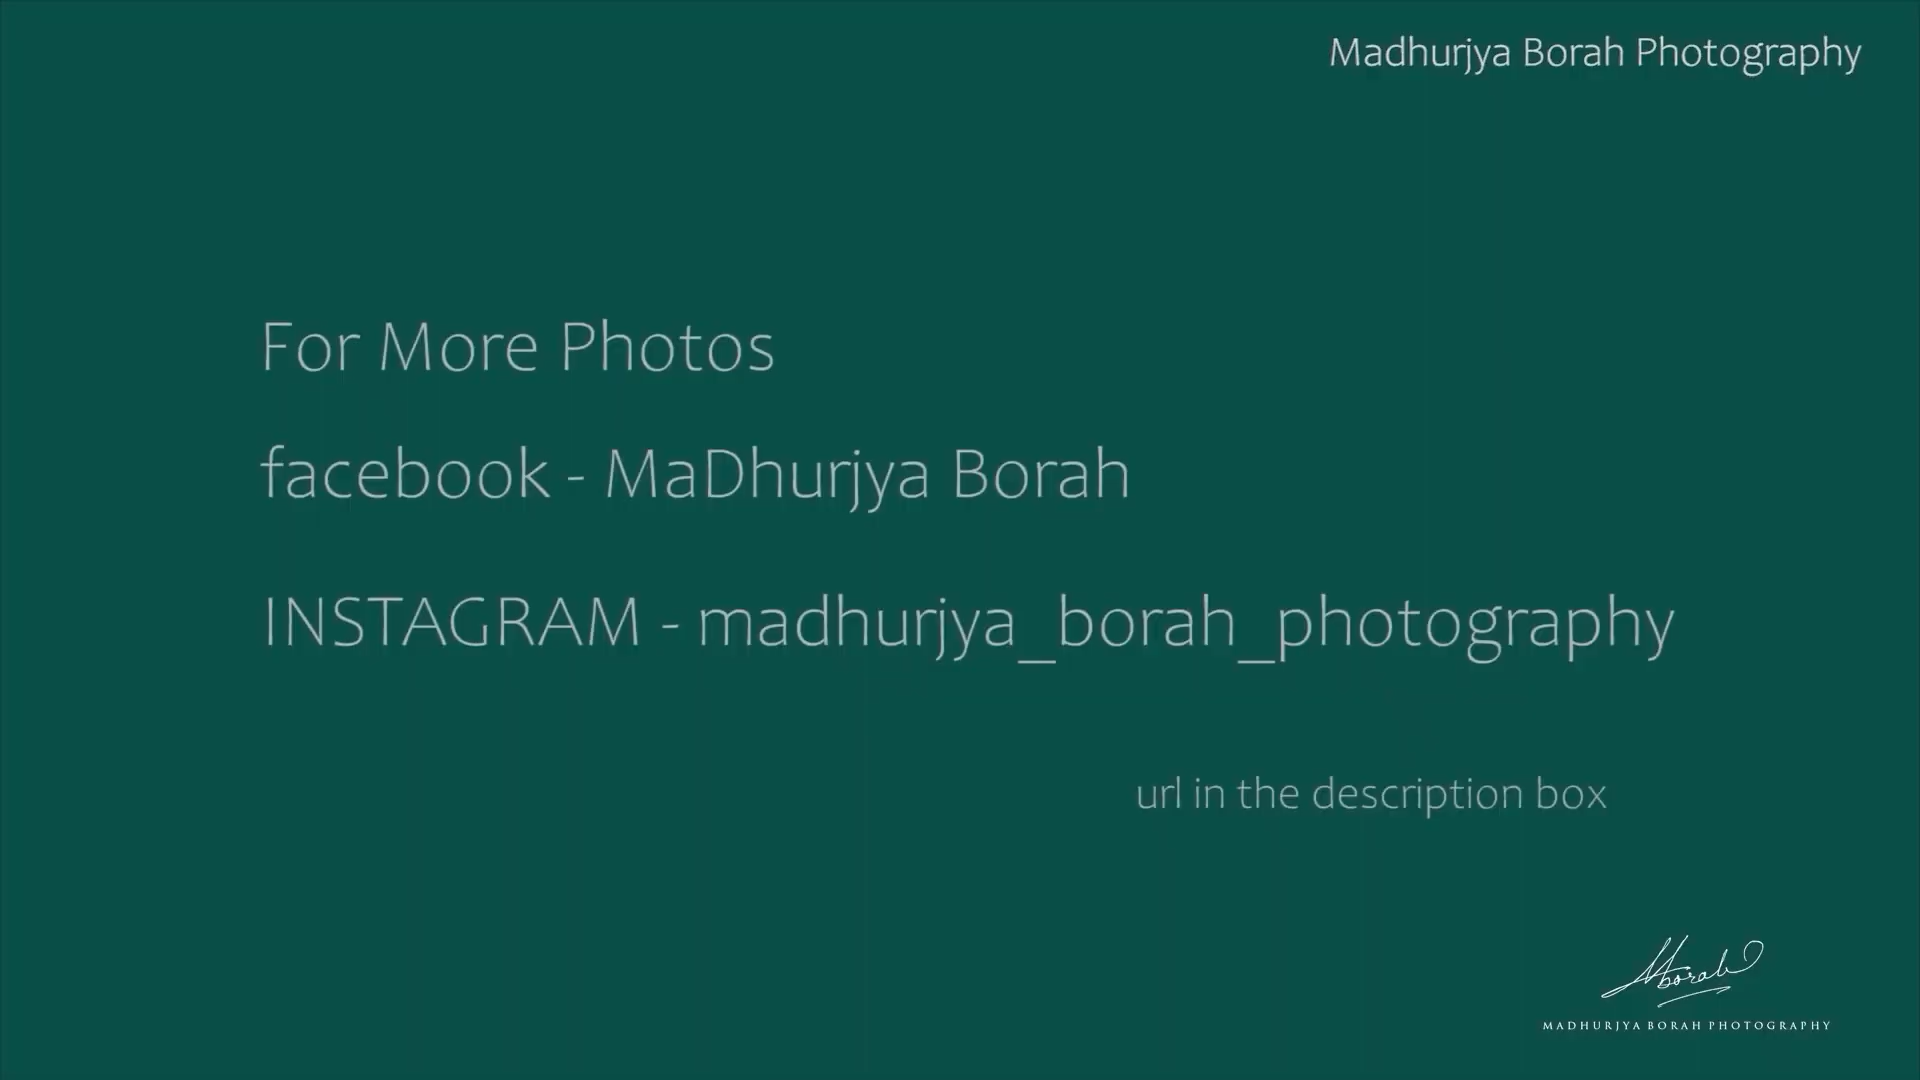 Madhurjya Borah Photography
For More Photos
facebook - MaDhurjya Borah
INSTAGRAM - madhurjya_borah_photography
url in the description box
Mborah
MADHURJYA BORAH PHOTOGRAPHY